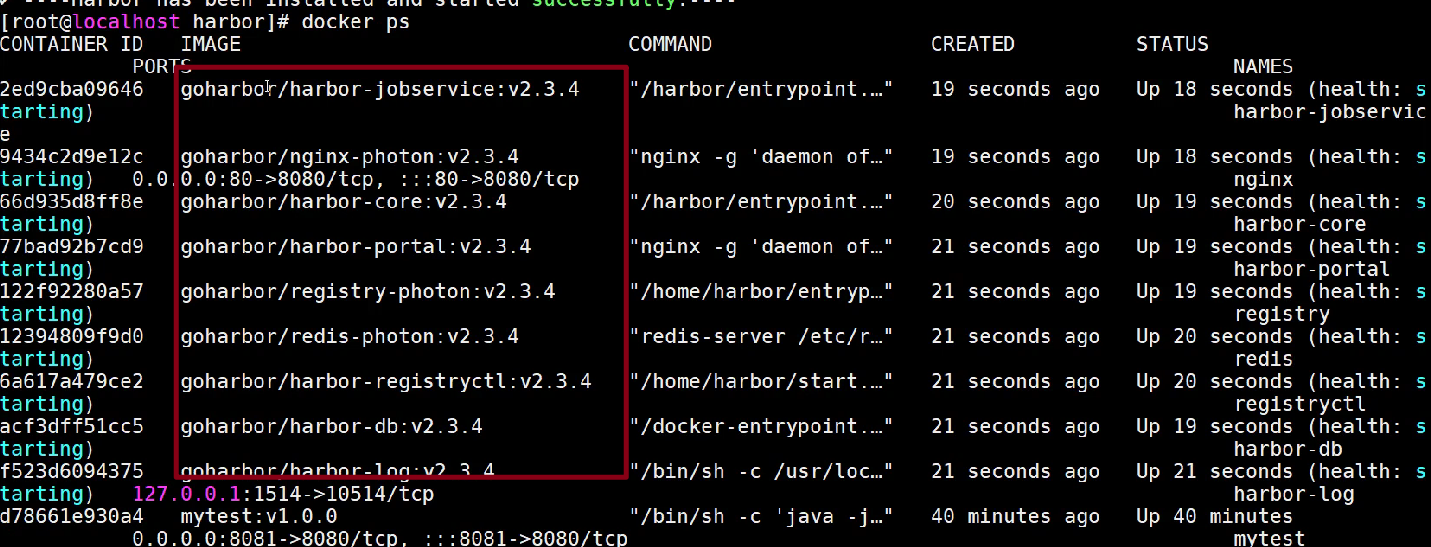 ----Harbor has been installed and started successfully.----
[root@localhost harbor]# docker ps
CONTAINER ID   IMAGE                                COMMAND                  CREATED          STATUS
           PORTS                                                                                     NAMES
2ed9cba09646   goharbor/harbor-jobservice:v2.3.4    "/harbor/entrypoint.…"   19 seconds ago   Up 18 seconds (health: s
tarting)                                                                                             harbor-jobservic
e
9434c2d9e12c   goharbor/nginx-photon:v2.3.4         "nginx -g 'daemon of…"   19 seconds ago   Up 18 seconds (health: s
tarting)   0.0.0.0:80->8080/tcp, :::80->8080/tcp                                                     nginx
66d935d8ff8e   goharbor/harbor-core:v2.3.4          "/harbor/entrypoint.…"   20 seconds ago   Up 19 seconds (health: s
tarting)                                                                                             harbor-core
77bad92b7cd9   goharbor/harbor-portal:v2.3.4        "nginx -g 'daemon of…"   21 seconds ago   Up 19 seconds (health: s
tarting)                                                                                             harbor-portal
122f92280a57   goharbor/registry-photon:v2.3.4      "/home/harbor/entryp…"   21 seconds ago   Up 19 seconds (health: s
tarting)                                                                                             registry
12394809f9d0   goharbor/redis-photon:v2.3.4         "redis-server /etc/r…"   21 seconds ago   Up 20 seconds (health: s
tarting)                                                                                             redis
6a617a479ce2   goharbor/harbor-registryctl:v2.3.4   "/home/harbor/start.…"   21 seconds ago   Up 20 seconds (health: s
tarting)                                                                                             registryctl
acf3dff51cc5   goharbor/harbor-db:v2.3.4            "/docker-entrypoint.…"   21 seconds ago   Up 19 seconds (health: s
tarting)                                                                                             harbor-db
f523d6094375   goharbor/harbor-log:v2.3.4           "/bin/sh -c /usr/loc…"   21 seconds ago   Up 21 seconds (health: s
tarting)   127.0.0.1:1514->10514/tcp                                                                 harbor-log
d78661e930a4   mytest:v1.0.0                        "/bin/sh -c 'java -j…"   40 minutes ago   Up 40 minutes
           0.0.0.0:8081->8080/tcp, :::8081->8080/tcp                                                 mytest